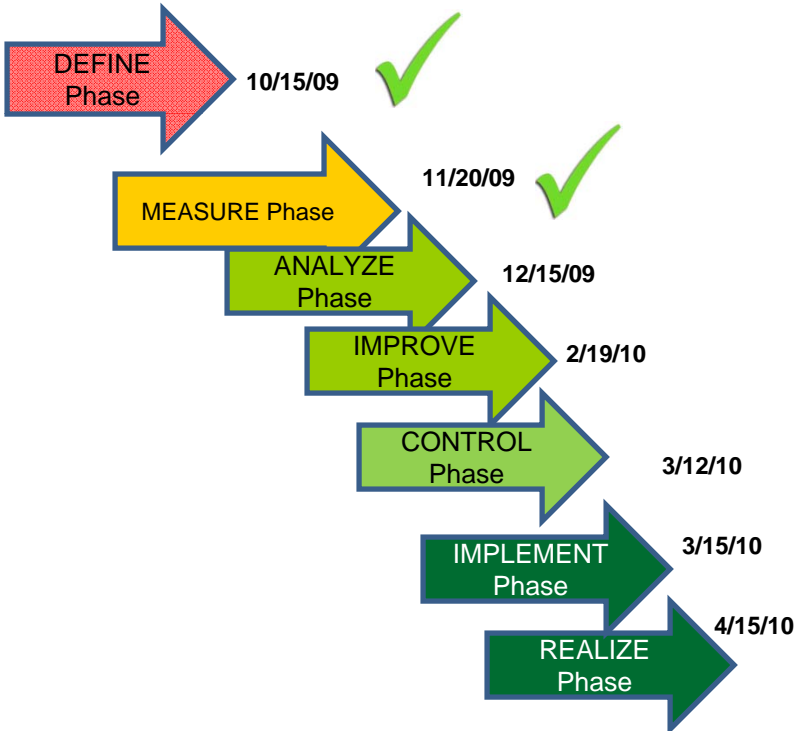 DEFINE
Phase
10/15/09
MEASURE Phase
11/20/09
ANALYZE
Phase
12/15/09
IMPROVE
Phase
2/19/10
CONTROL
Phase
3/12/10
IMPLEMENT
Phase
3/15/10
REALIZE
Phase
4/15/10